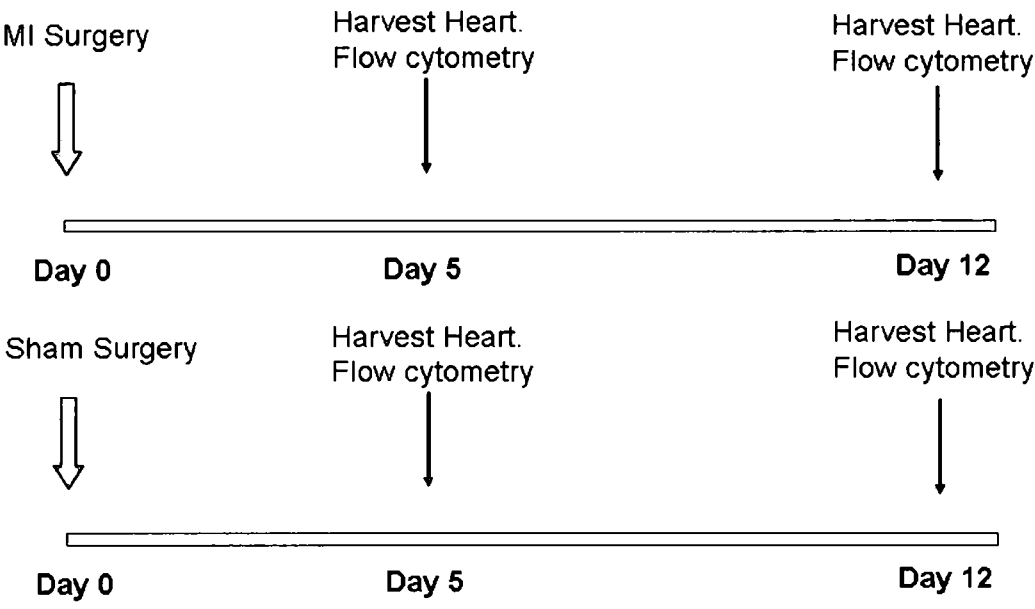 MI Surgery
Harvest Heart.
Flow cytometry
Harvest Heart.
Flow cytometry
Day 0
Day 5
Day 12
Sham Surgery
Harvest Heart.
Flow cytometry
Harvest Heart.
Flow cytometry
Day 0
Day 5
Day 12